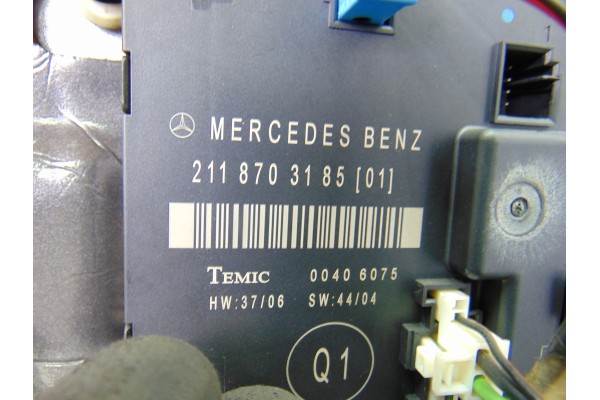 1
MERCEDES BENZ
211 870 31 85 [01]
TEMIC 0040 6075
HW:37/06 SW:44/04
Q1